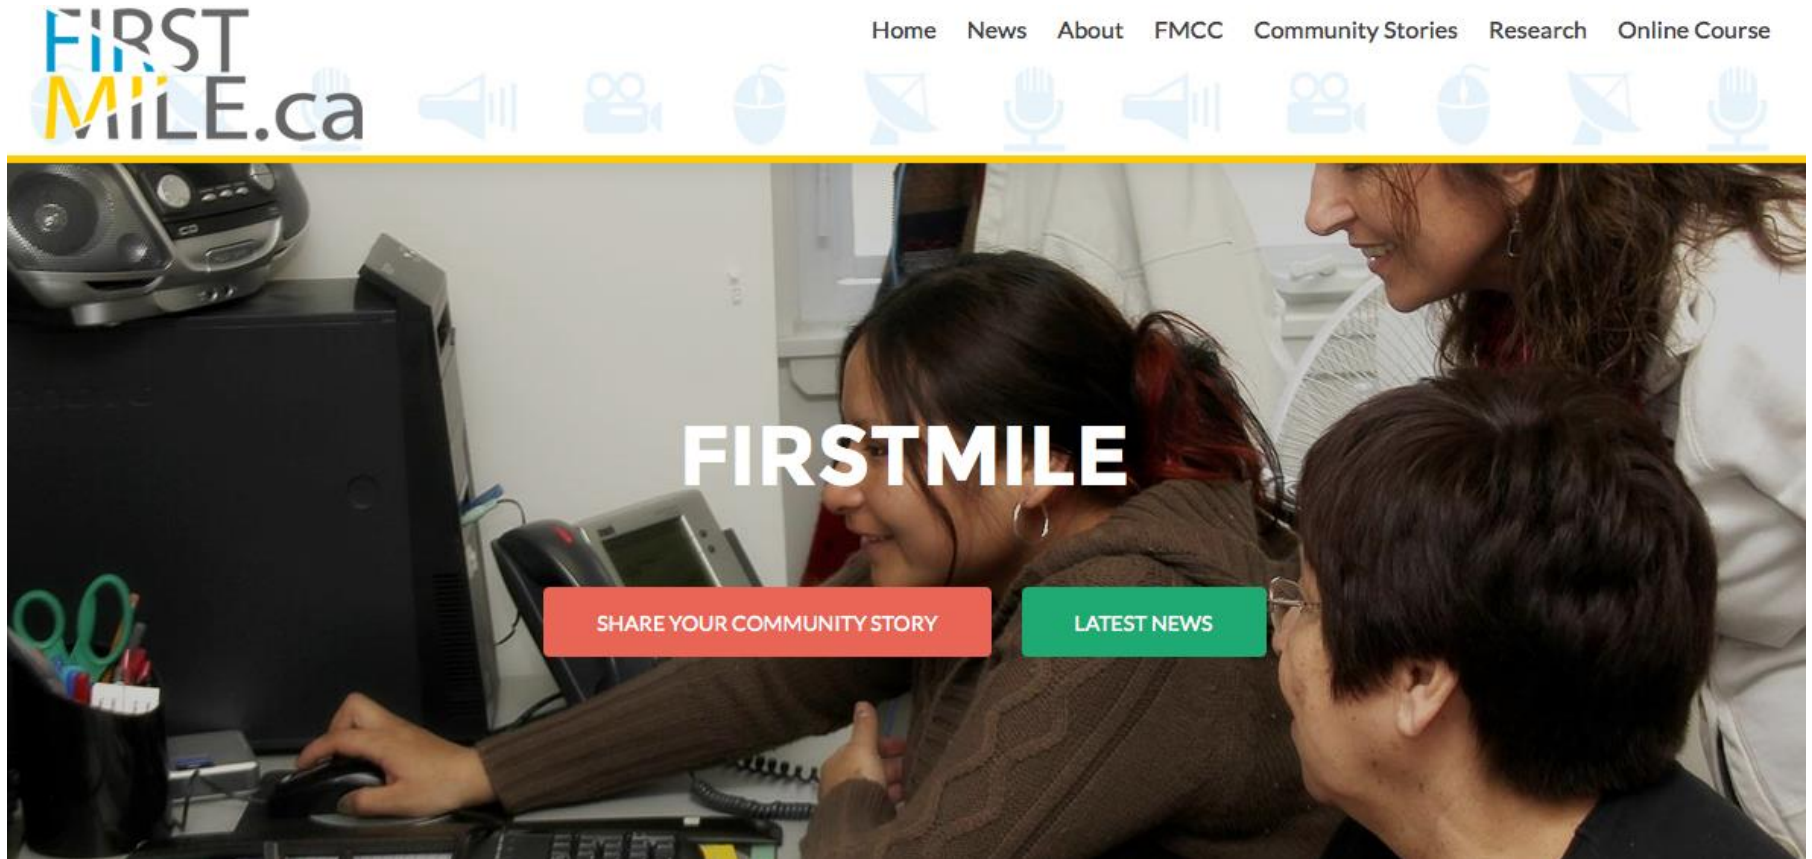 FIRST
MILE.ca
Home News About FMCC Community Stories Research Online Course
CD
FIRSTMILE
SHARE YOUR COMMUNITY STORY
LATEST NEWS